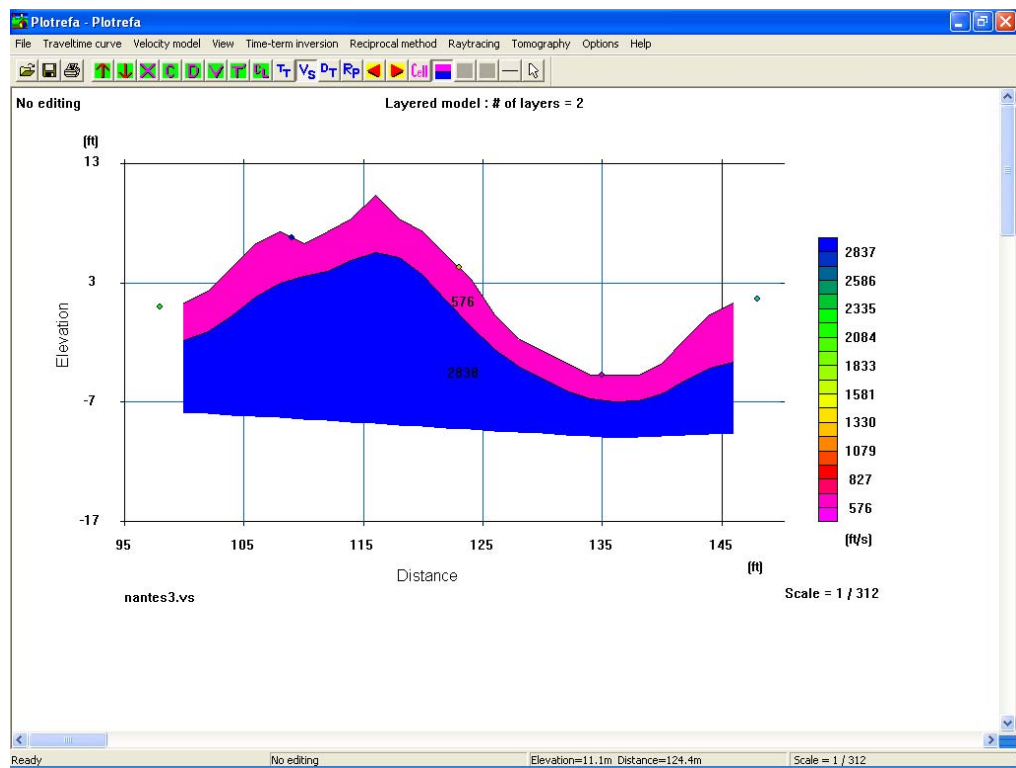 Plotrefa - Plotrefa
File Traveltime curve Velocity model View Time-term inversion Reciprocal method Raytracing Tomography Options Help
C D T CL TT VS DT RP Cell
No editing
Layered model : # of layers = 2
(ft)
13
3
-7
-17
Elevation
576
2838
95 105 115 125 135 145
(ft)
Distance
2837
2586
2335
2084
1833
1581
1330
1079
827
576
(ft/s)
nantes3.vs
Scale = 1 / 312
Ready No editing Elevation=11.1m Distance=124.4m Scale = 1 / 312